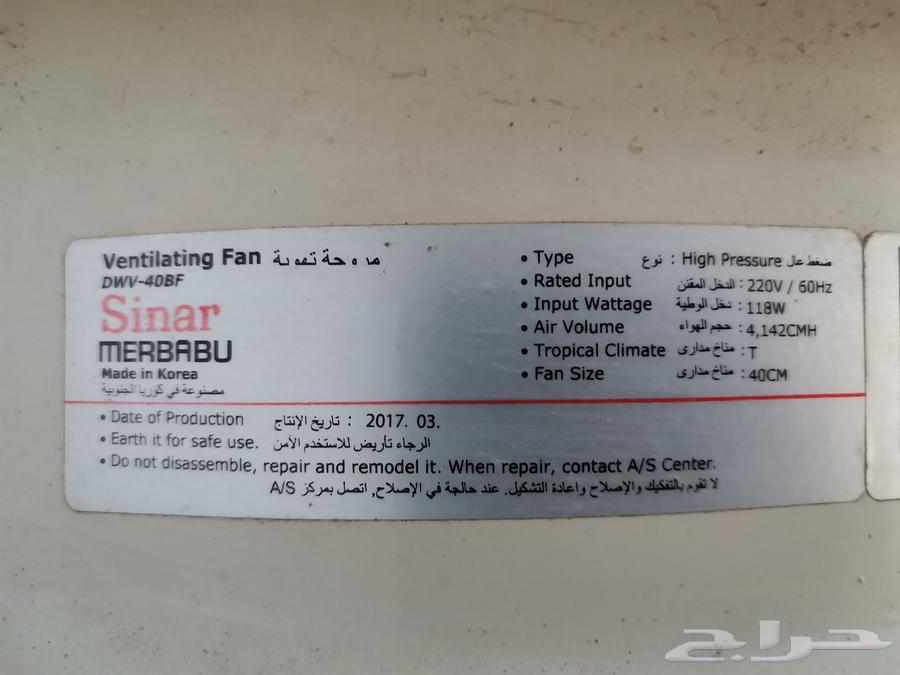 Ventilating Fan مروحة تهوية
DWV-40BF
Sinar
MERBABU
Made in Korea
مصنوعة في كوريا الجنوبية
• Type نوع : High Pressure ضغط عال
• Rated Input الدخل المقنن : 220V / 60Hz
• Input Wattage دخل الوطية : 118W
• Air Volume حجم الهواء : 4,142CMH
• Tropical Climate مناخ مدارى : T
• Fan Size مناخ مدارى : 40CM
• Date of Production تاريخ الإنتاج : 2017. 03.
• Earth it for safe use. الرجاء تأريض للاستخدم الأمن
• Do not disassemble, repair and remodel it. When repair, contact A/S Center.
لا تقوم بالتفكيك والإصلاح واعادة التشكيل. عند حالجة في الإصلاح, اتصل بمركز A/S
حراج